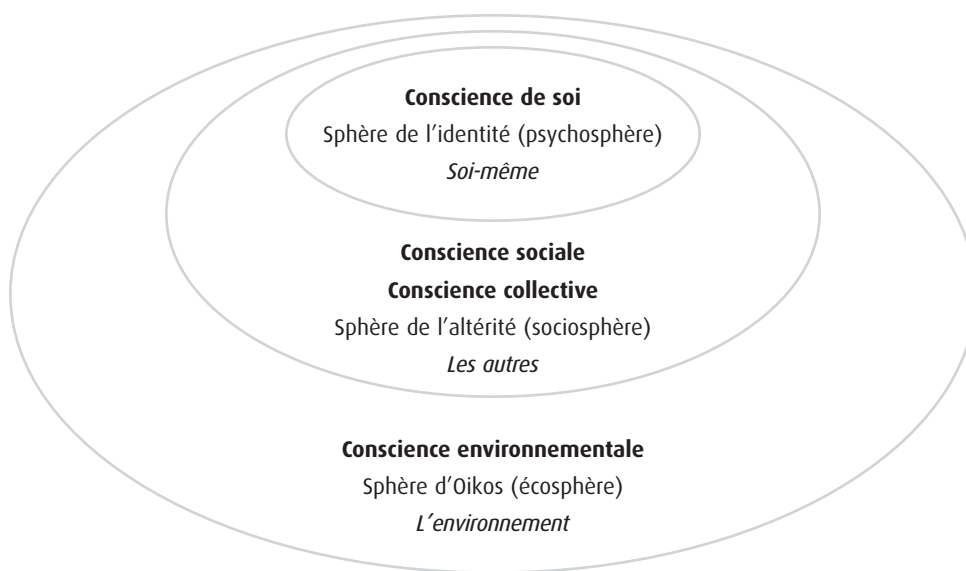 Conscience de soi
Sphère de l’identité (psychosphère)
Soi-même
Conscience sociale
Conscience collective
Sphère de l’altérité (sociosphère)
Les autres
Conscience environnementale
Sphère d’Oikos (écosphère)
L’environnement